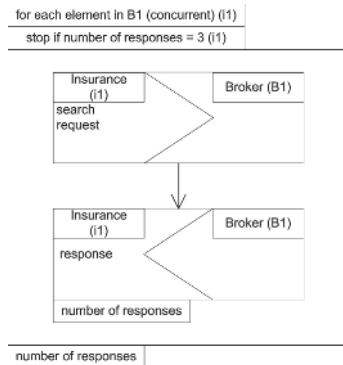 for each element in B1 (concurrent) (i1)
stop if number of responses = 3 (i1)
Insurance
(i1)
Broker (B1)
search
request
Insurance
(i1)
Broker (B1)
response
number of responses
number of responses